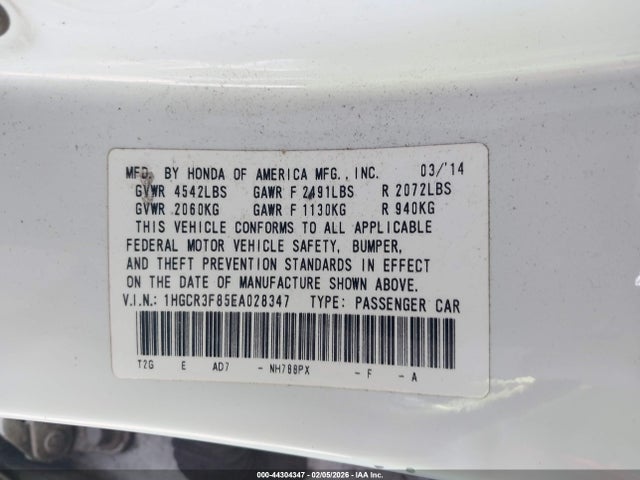 MFD. BY HONDA OF AMERICA MFG., INC. 03/'14
GVWR 4542LBS GAWR F 2491LBS R 2072LBS
GVWR 2060KG GAWR F 1130KG R 940KG
THIS VEHICLE CONFORMS TO ALL APPLICABLE
FEDERAL MOTOR VEHICLE SAFETY, BUMPER,
AND THEFT PREVENTION STANDARDS IN EFFECT
ON THE DATE OF MANUFACTURE SHOWN ABOVE.
V.I.N.: 1HGCR3F85EA028347 TYPE: PASSENGER CAR
T2G E AD7 - NH788PX - F - A
000-44304347 - 02/05/2026 - IAA Inc.